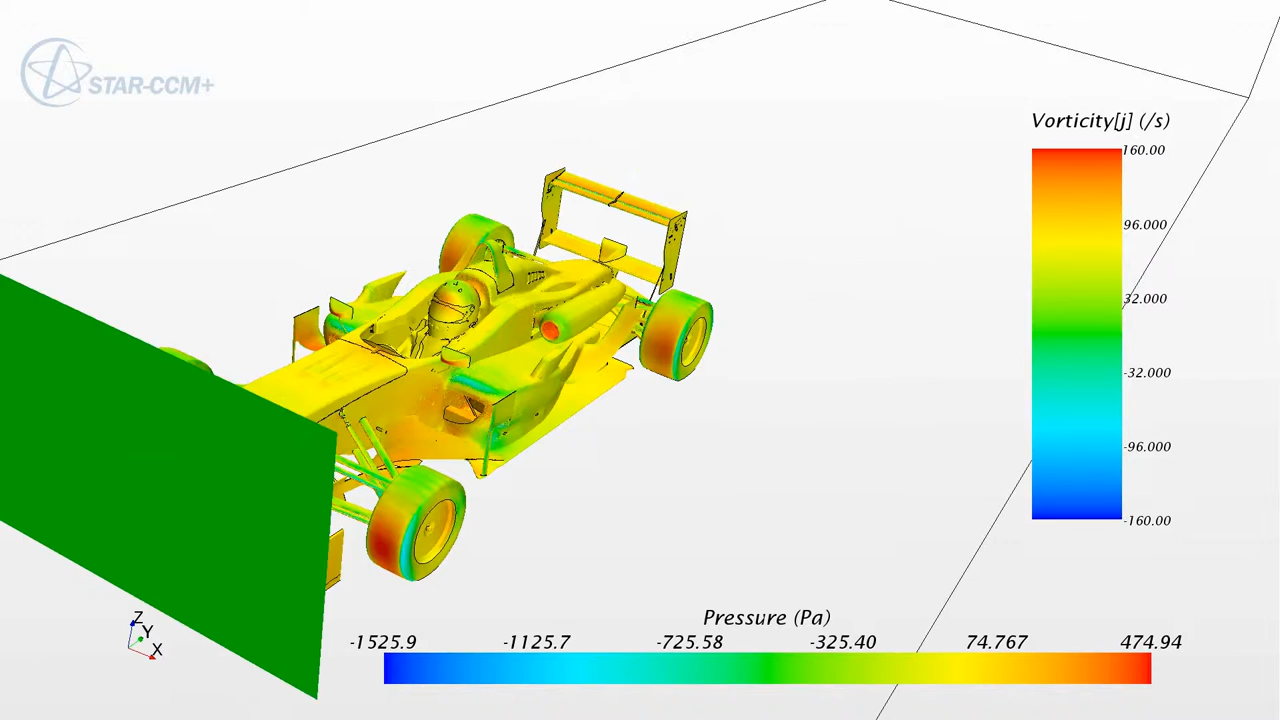 STAR-CCM+
Vorticity[j] (/s)
160.00
96.000
32.000
-32.000
-96.000
-160.00
Z
Y
X
Pressure (Pa)
-1525.9 -1125.7 -725.58 -325.40 74.767 474.94